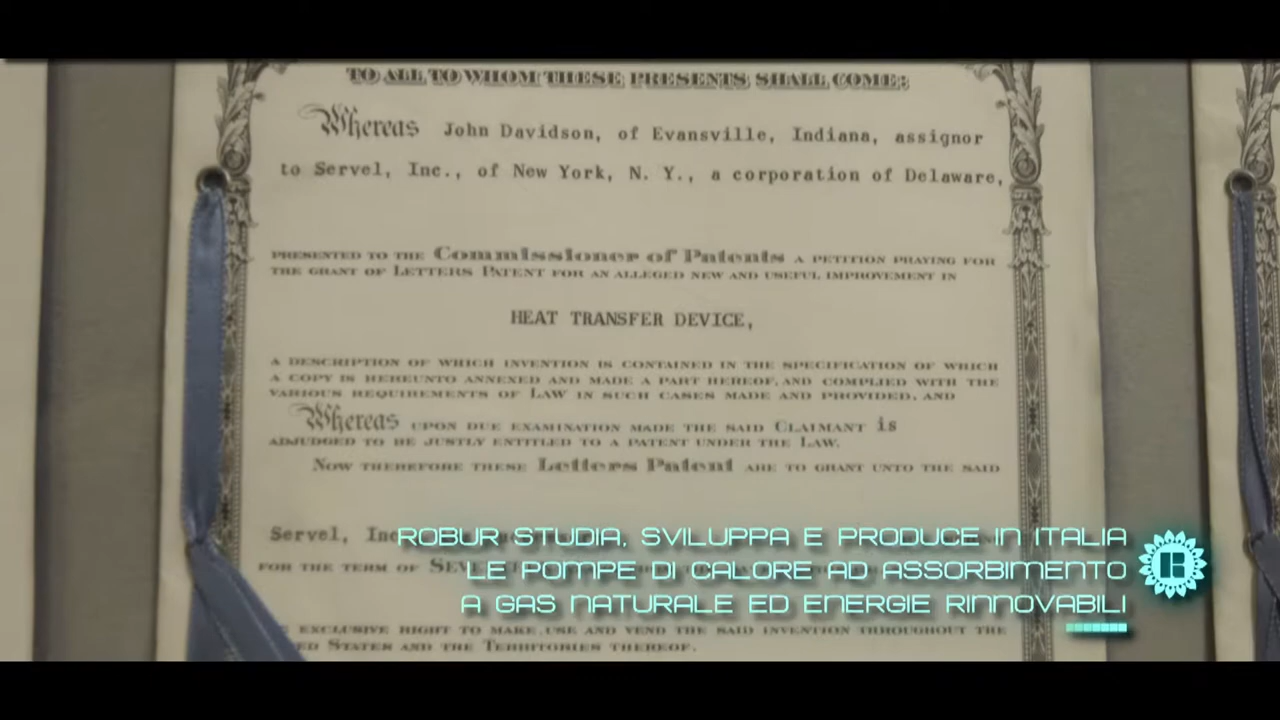 TO ALL TO WHOM THESE PRESENTS SHALL COME:
Whereas John Davidson, of Evansville, Indiana, assignor
to Servel, Inc., of New York, N. Y., a corporation of Delaware,
PRESENTED TO THE Commissioner of Patents A PETITION PRAYING FOR
THE GRANT OF LETTERS PATENT FOR AN ALLEGED NEW AND USEFUL IMPROVEMENT IN
HEAT TRANSFER DEVICE,
A DESCRIPTION OF WHICH INVENTION IS CONTAINED IN THE SPECIFICATION OF WHICH
A COPY IS HEREUNTO ANNEXED AND MADE A PART HEREOF, AND COMPLIED WITH THE
VARIOUS REQUIREMENTS OF LAW IN SUCH CASES MADE AND PROVIDED, AND
Whereas UPON DUE EXAMINATION MADE THE SAID CLAIMANT is
ADJUDGED TO BE JUSTLY ENTITLED TO A PATENT UNDER THE LAW.
NOW THEREFORE THESE Letters Patent ARE TO GRANT UNTO THE SAID
Servel, Inc
ROBUR STUDIA, SVILUPPA E PRODUCE IN ITALIA
FOR THE TERM OF
LE POMPE DI CALORE AD ASSORBIMENTO
A GAS NATURALE ED ENERGIE RINNOVABILI
EXCLUSIVE RIGHT TO MAKE, USE AND VEND THE SAID INVENTION THROUGHOUT THE
STATES AND THE TERRITORIES THEREOF.